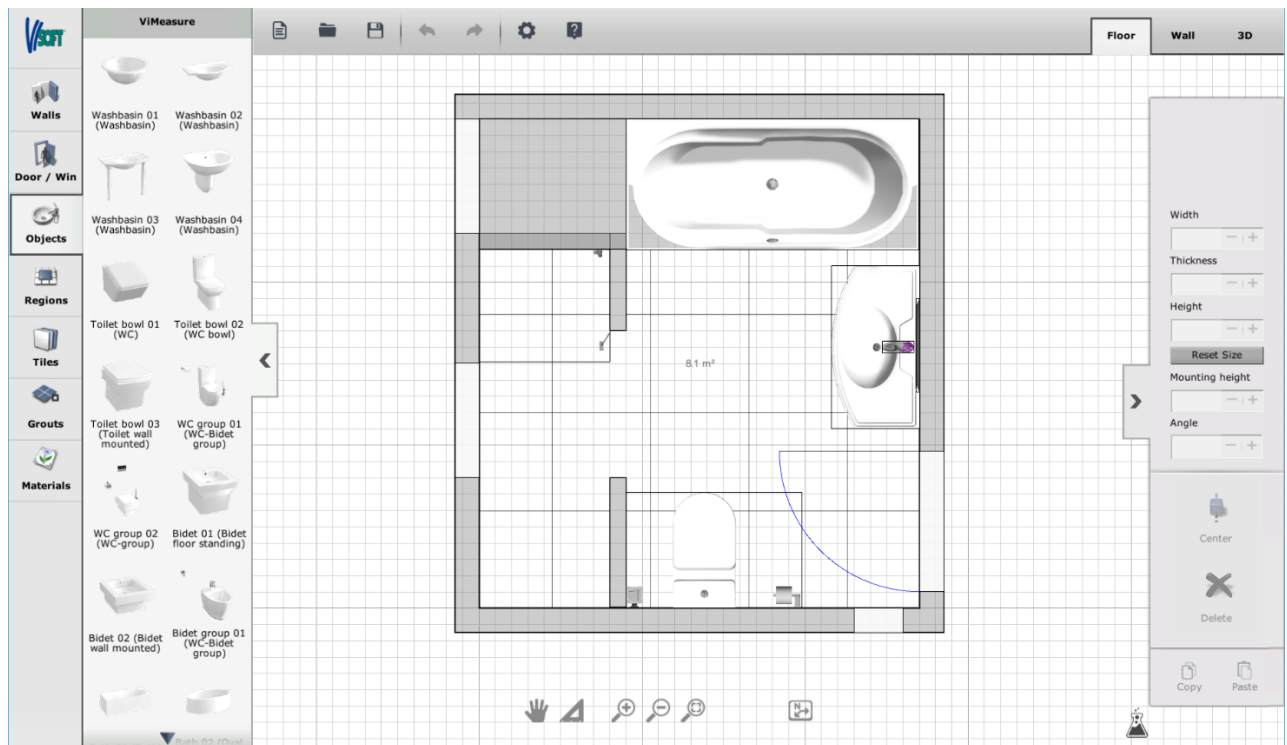 ViSOFT
ViMeasure
Floor
Wall
3D
Walls
Door / Win
Objects
Regions
Tiles
Grouts
Materials
Washbasin 01
(Washbasin)
Washbasin 02
(Washbasin)
Washbasin 03
(Washbasin)
Washbasin 04
(Washbasin)
Toilet bowl 01
(WC)
Toilet bowl 02
(WC bowl)
Toilet bowl 03
(Toilet wall
mounted)
WC group 01
(WC-Bidet
group)
WC group 02
(WC-group)
Bidet 01 (Bidet
floor standing)
Bidet 02 (Bidet
wall mounted)
Bidet group 01
(WC-Bidet
group)
Bath 02 (Oval
8.1 m²
N
Width
Thickness
Height
Reset Size
Mounting height
Angle
Center
Delete
Copy
Paste